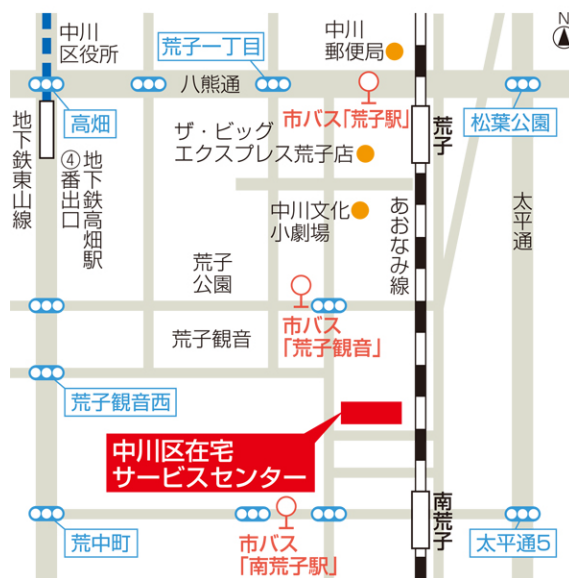 N
中川
区役所
荒子一丁目
中川
郵便局
八熊通
高畑
市バス「荒子駅」
松葉公園
荒子
地下鉄東山線
地下鉄高畑駅
④番出口
ザ・ビッグ
エクスプレス荒子店
中川文化
小劇場
あおなみ線
太平通
荒子
公園
市バス
「荒子観音」
荒子観音
荒子観音西
中川区在宅
サービスセンター
南荒子
荒中町
市バス
「南荒子駅」
太平通5